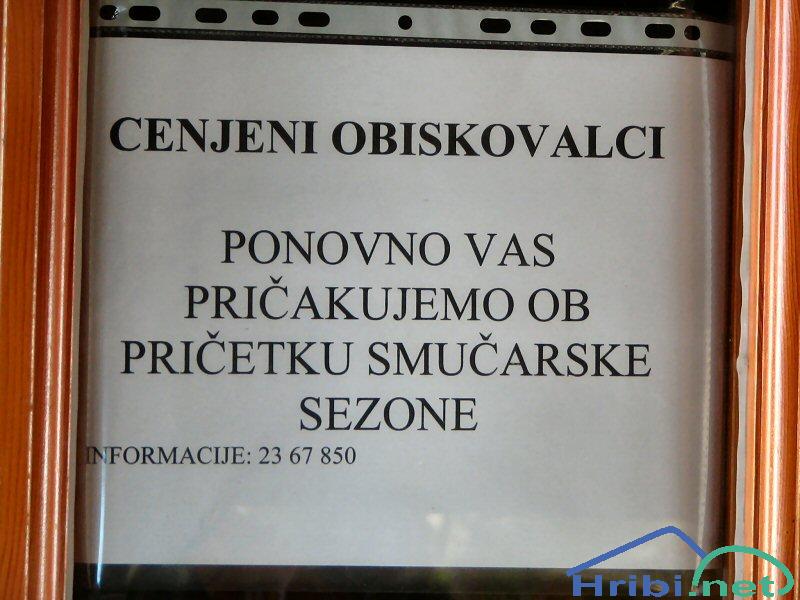 CENJENI OBISKOVALCI
PONOVNO VAS
PRIČAKUJEMO OB
PRIČETKU SMUČARSKE
SEZONE
INFORMACIJE: 23 67 850
Hribi.net